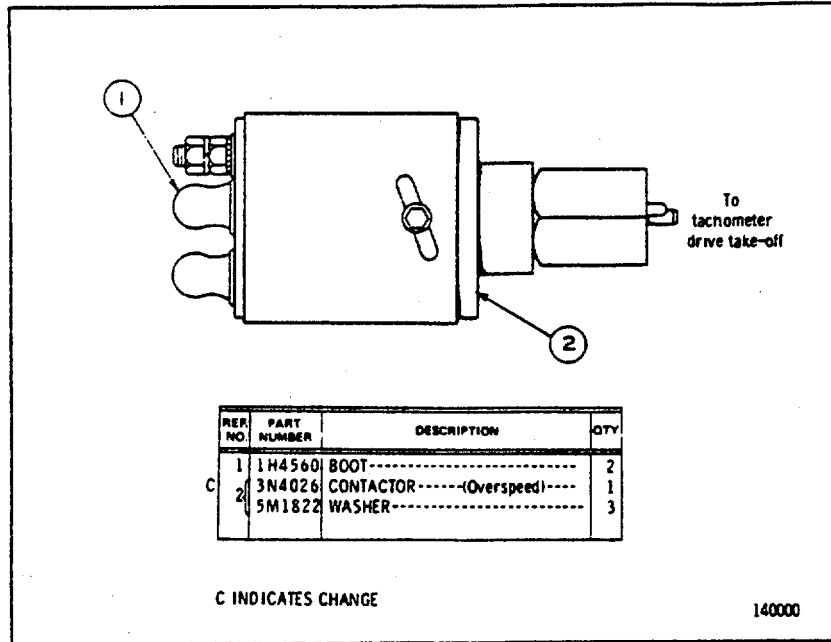 1
To
tachometer
drive take-off
2
REF. NO. PART NUMBER DESCRIPTION QTY
1 1H4560 BOOT 2
C 2 3N4026 CONTACTOR (Overspeed) 1
5M1822 WASHER 3
C INDICATES CHANGE
140000